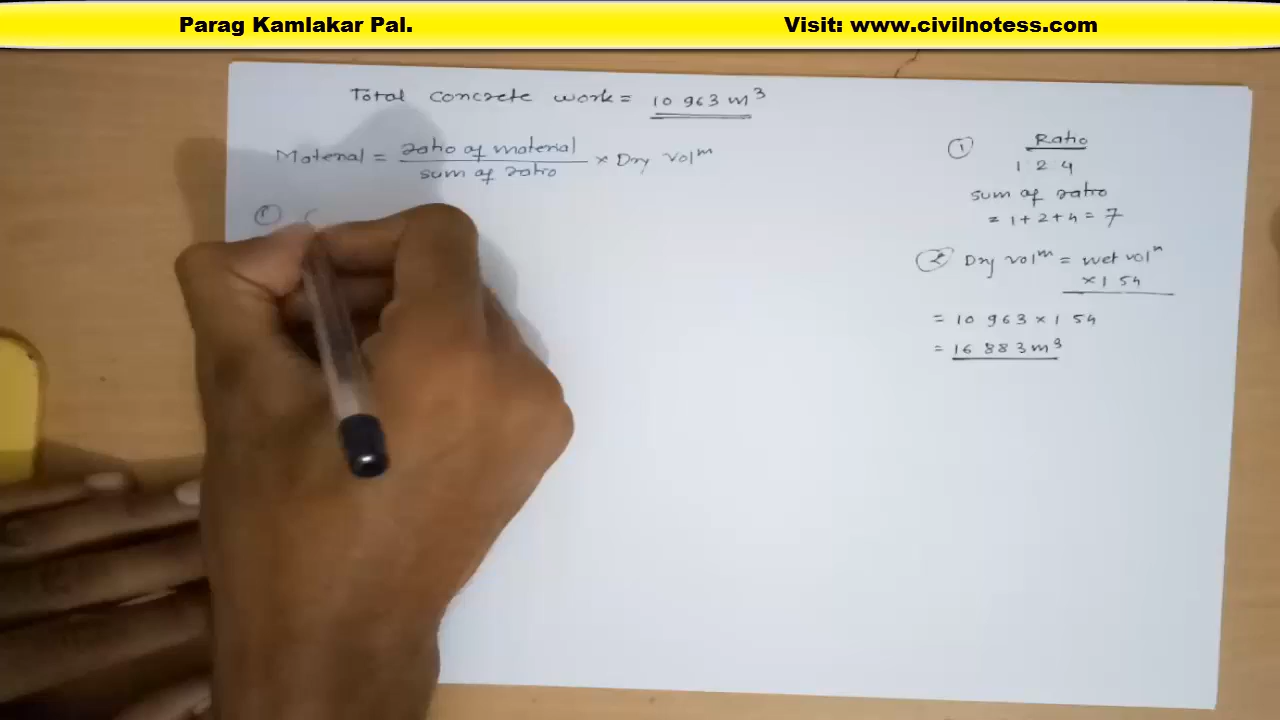 Parag Kamlakar Pal.
Visit: www.civilnotess.com
Total concrete work = 10 963 m³
Material = ratio of material / sum of ratio × Dry volᵐ
①
① Ratio
1 2 4
sum of ratio
= 1+2+4 = 7
② Dry volᵐ = wet volᵐ
× 1 54
= 10 963 × 1 54
= 16 883 m³